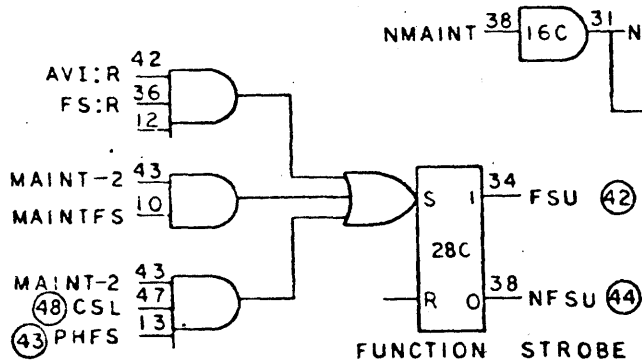 NMAINT 38 16C 31 N
AVI:R 42
FS:R 36
12
MAINT-2 43
MAINTFS 10
MAINT-2 43
48 CSL 47
43 PHFS 13
S 1 34 FSU 42
28C
R 0 38 NFSU 44
FUNCTION STROBE